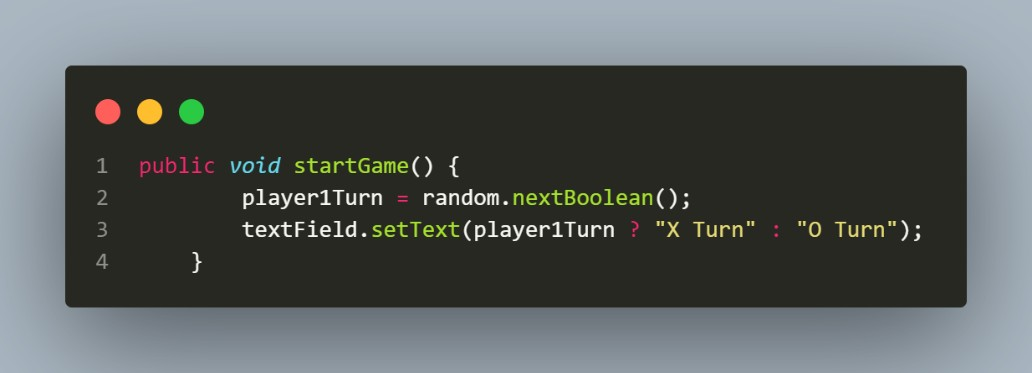 1 public void startGame() {
2 player1Turn = random.nextBoolean();
3 textField.setText(player1Turn ? "X Turn" : "O Turn");
4 }